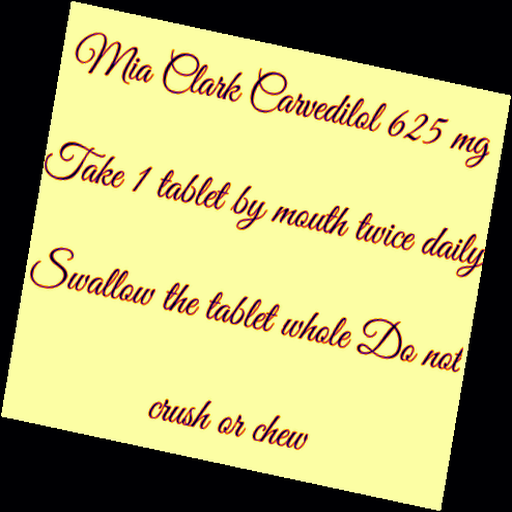 Mia Clark Carvedilol 625 mg
Take 1 tablet by mouth twice daily
Swallow the tablet whole Do not
crush or chew